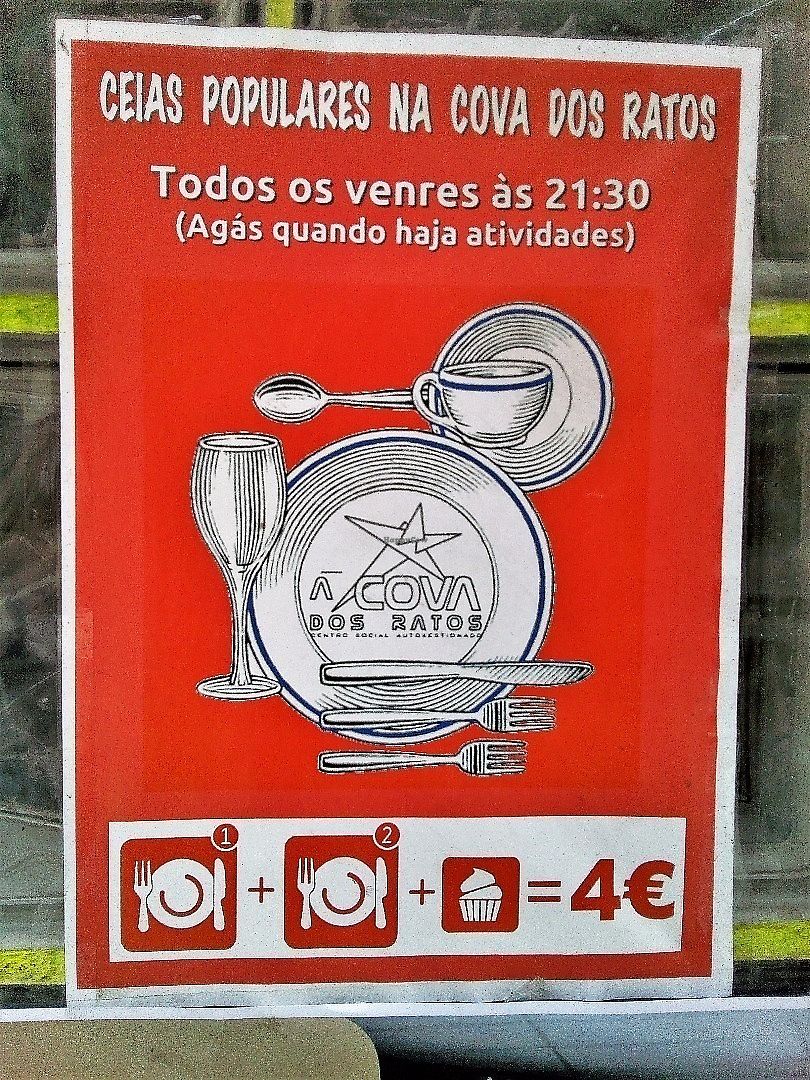 CEIAS POPULARES NA COVA DOS RATOS
Todos os venres às 21:30
(Agás quando haja atividades)
A COVA
DOS RATOS
CENTRO SOCIAL AUTOXESTIONADO
1
2
+ + = 4€